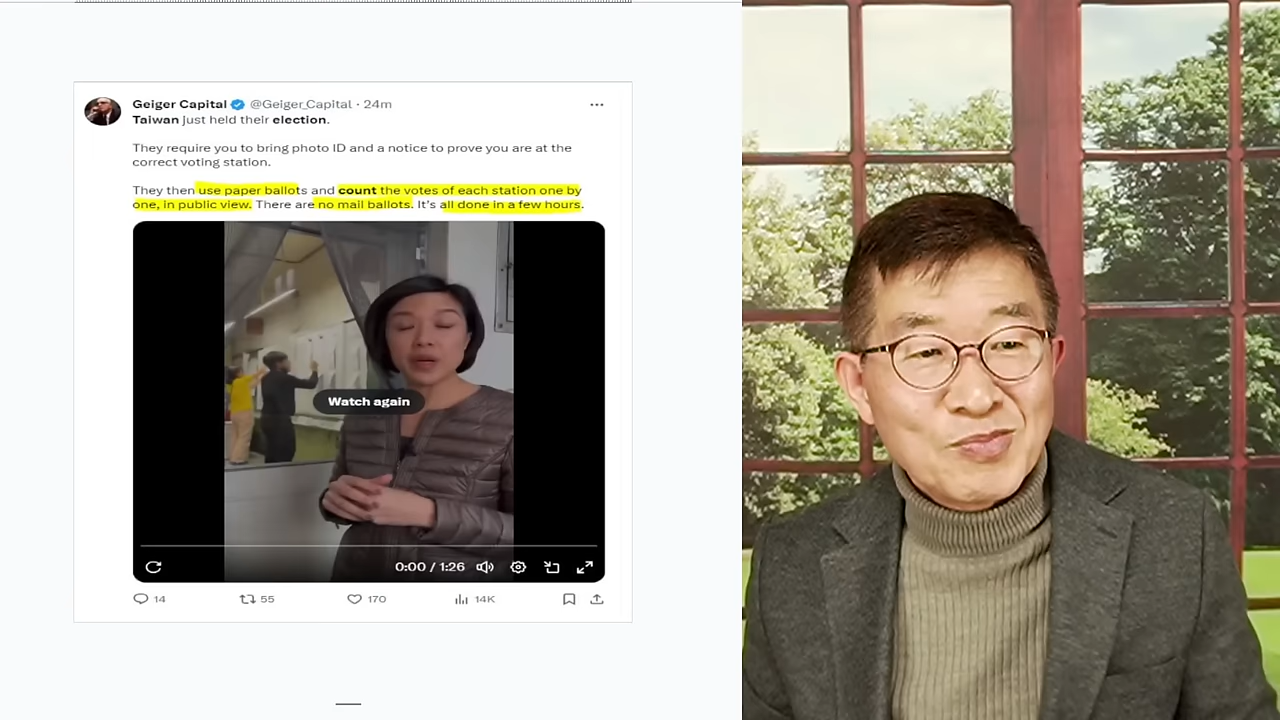 Geiger Capital @Geiger_Capital · 24m
Taiwan just held their election.
They require you to bring photo ID and a notice to prove you are at the
correct voting station.
They then use paper ballots and count the votes of each station one by
one, in public view. There are no mail ballots. It's all done in a few hours.
Watch again
0:00 / 1:26
14 55 170 14K